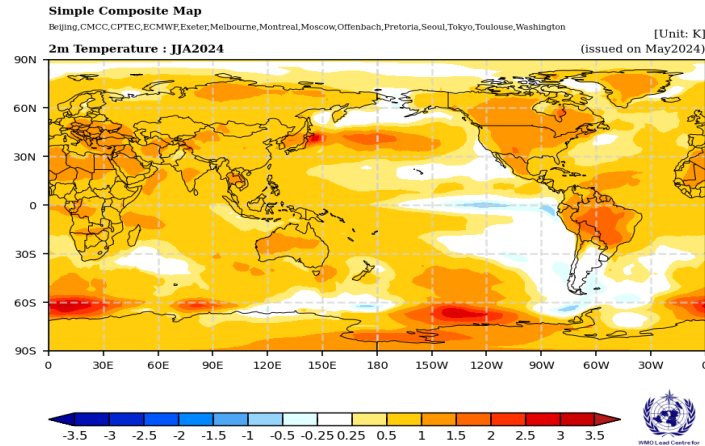 Simple Composite Map
Beijing,CMCC,CPTEC,ECMWF,Exeter,Melbourne,Montreal,Moscow,Offenbach,Pretoria,Seoul,Tokyo,Toulouse,Washington
[Unit: K]
2m Temperature : JJA2024
(issued on May2024)
90N
60N
30N
0
30S
60S
90S
0 30E 60E 90E 120E 150E 180 150W 120W 90W 60W 30W 0
-3.5 -3 -2.5 -2 -1.5 -1 -0.5 -0.25 0.25 0.5 1 1.5 2 2.5 3 3.5
WMO Lead Centre for